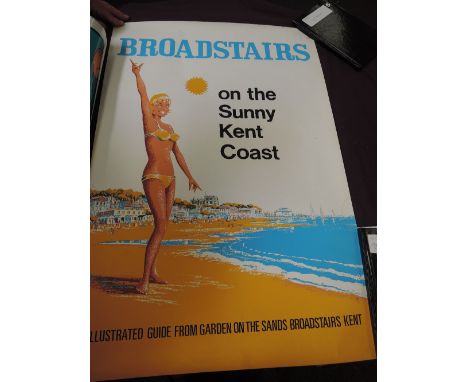 BROADSTAIRS
on the
Sunny
Kent
Coast
ILLUSTRATED GUIDE FROM GARDEN ON THE SANDS BROADSTAIRS KENT